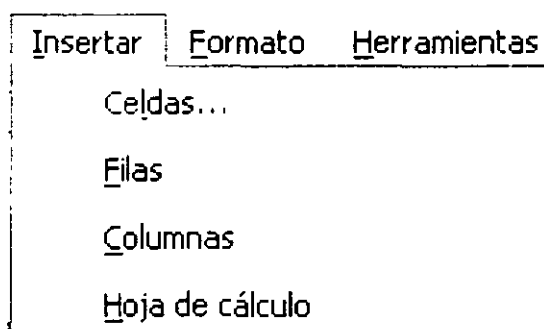 Insertar Formato Herramientas
Celdas...
Filas
Columnas
Hoja de cálculo